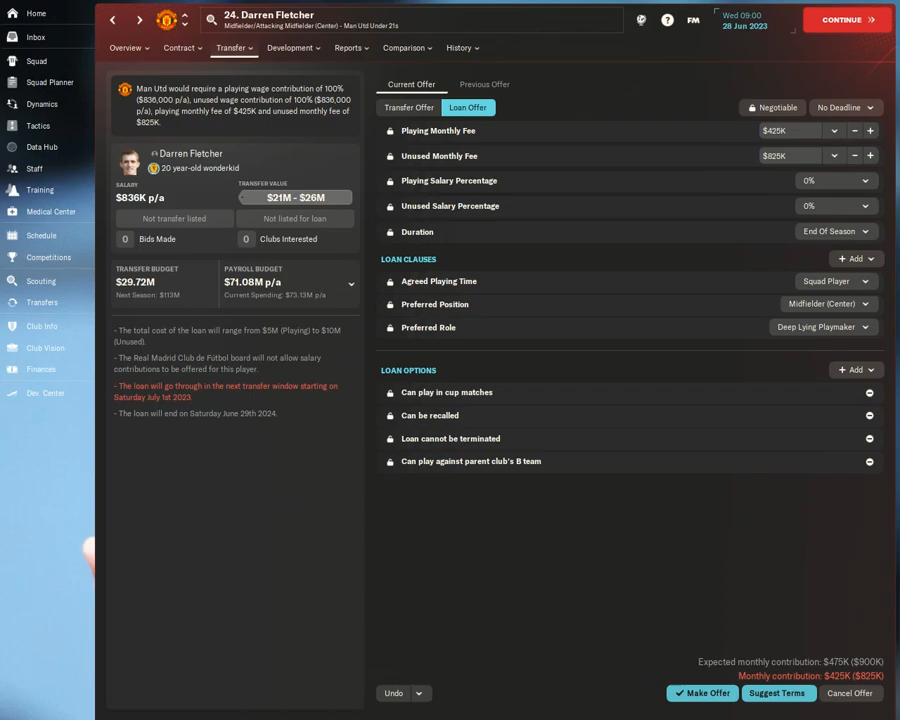 Home
Inbox
Squad
Squad Planner
Dynamics
Tactics
Data Hub
Staff
Training
Medical Center
Schedule
Competitions
Scouting
Transfers
Club Info
Club Vision
Finances
Dev. Center
24. Darren Fletcher
Midfielder/Attacking Midfielder (Center) - Man Utd Under 21s
?
FM
Wed 09:00
28 Jun 2023
CONTINUE
Overview
Contract
Transfer
Development
Reports
Comparison
History
Man Utd would require a playing wage contribution of 100%
($836,000 p/a), unused wage contribution of 100% ($836,000
p/a), playing monthly fee of $425K and unused monthly fee of
$825K.
Darren Fletcher
20 year-old wonderkid
SALARY
$836K p/a
TRANSFER VALUE
$21M - $26M
Not transfer listed
Not listed for loan
0 Bids Made
0 Clubs Interested
TRANSFER BUDGET
$29.72M
Next Season: $113M
PAYROLL BUDGET
$71.08M p/a
Current Spending: $73.13M p/a
- The total cost of the loan will range from $5M (Playing) to $10M
(Unused).
- The Real Madrid Club de Fútbol board will not allow salary
contributions to be offered for this player.
- The loan will go through in the next transfer window starting on
Saturday July 1st 2023.
- The loan will end on Saturday June 29th 2024.
Current Offer
Previous Offer
Transfer Offer
Loan Offer
Negotiable
No Deadline
Playing Monthly Fee
$425K
Unused Monthly Fee
$825K
Playing Salary Percentage
0%
Unused Salary Percentage
0%
Duration
End Of Season
LOAN CLAUSES
+ Add
Agreed Playing Time
Squad Player
Preferred Position
Midfielder (Center)
Preferred Role
Deep Lying Playmaker
LOAN OPTIONS
+ Add
Can play in cup matches
Can be recalled
Loan cannot be terminated
Can play against parent club's B team
Expected monthly contribution: $475K ($900K)
Monthly contribution: $425K ($825K)
Undo
Make Offer
Suggest Terms
Cancel Offer